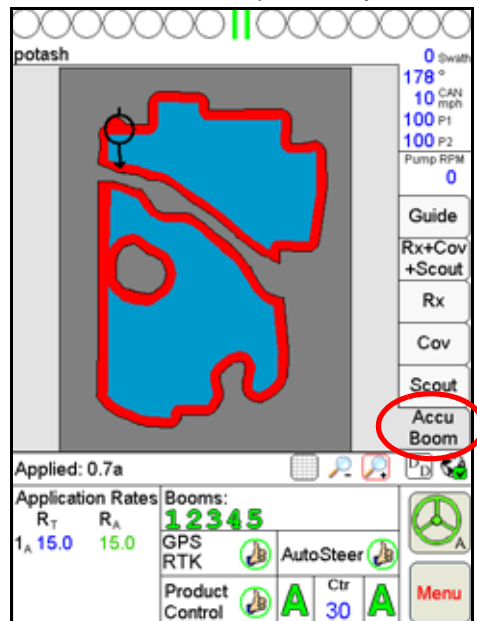 potash
0 Swath
178 °
10 CAN mph
100 P1
100 P2
Pump RPM
0
Guide
Rx+Cov
+Scout
Rx
Cov
Scout
Accu
Boom
Applied: 0.7a
DD
Application Rates
RT RA
1A 15.0 15.0
Booms:
12345
GPS
RTK
AutoSteer
Product
Control
A
Ctr
30
A
A
Menu